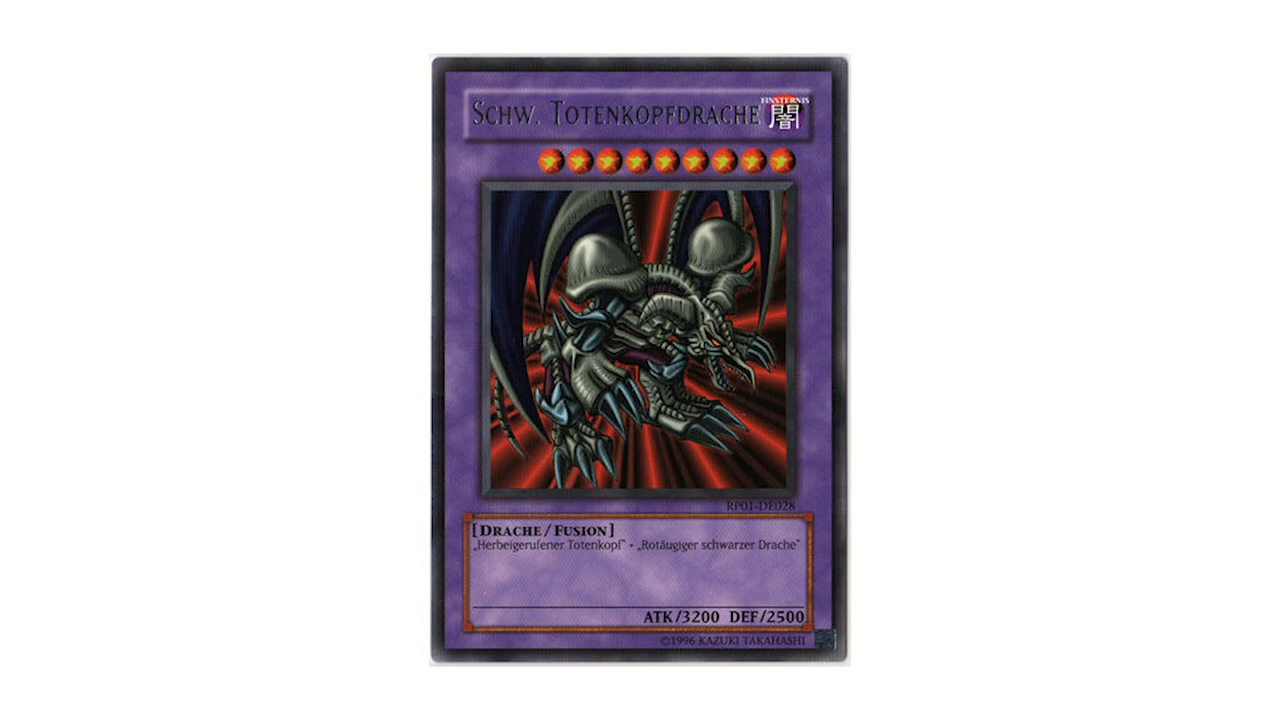 SCHW. TOTENKOPFDRACHE
FINSTERNIS
闇
RP01-DE028
[DRACHE/FUSION]
„Herbeigerufener Totenkopf“ + „Rotäugiger schwarzer Drache“
ATK/3200 DEF/2500
©1996 KAZUKI TAKAHASHI